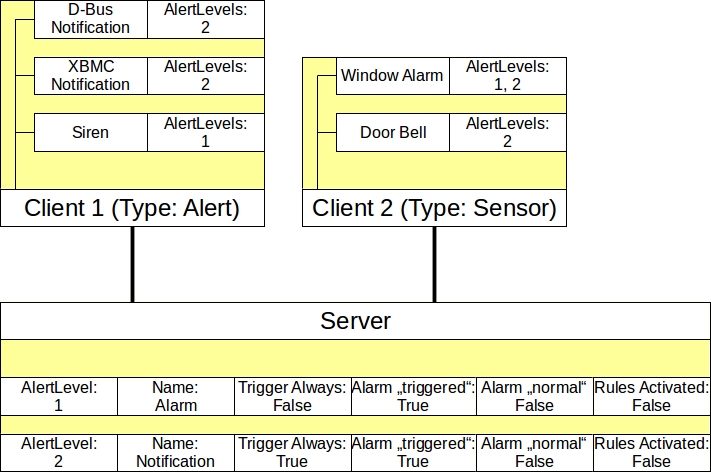 D-Bus
Notification
AlertLevels:
2
XBMC
Notification
AlertLevels:
2
Siren
AlertLevels:
1
Client 1 (Type: Alert)
Window Alarm
AlertLevels:
1, 2
Door Bell
AlertLevels:
2
Client 2 (Type: Sensor)
Server
AlertLevel:
1
Name:
Alarm
Trigger Always:
False
Alarm „triggered“:
True
Alarm „normal“
False
Rules Activated:
False
AlertLevel:
2
Name:
Notification
Trigger Always:
True
Alarm „triggered“:
True
Alarm „normal“
False
Rules Activated:
False